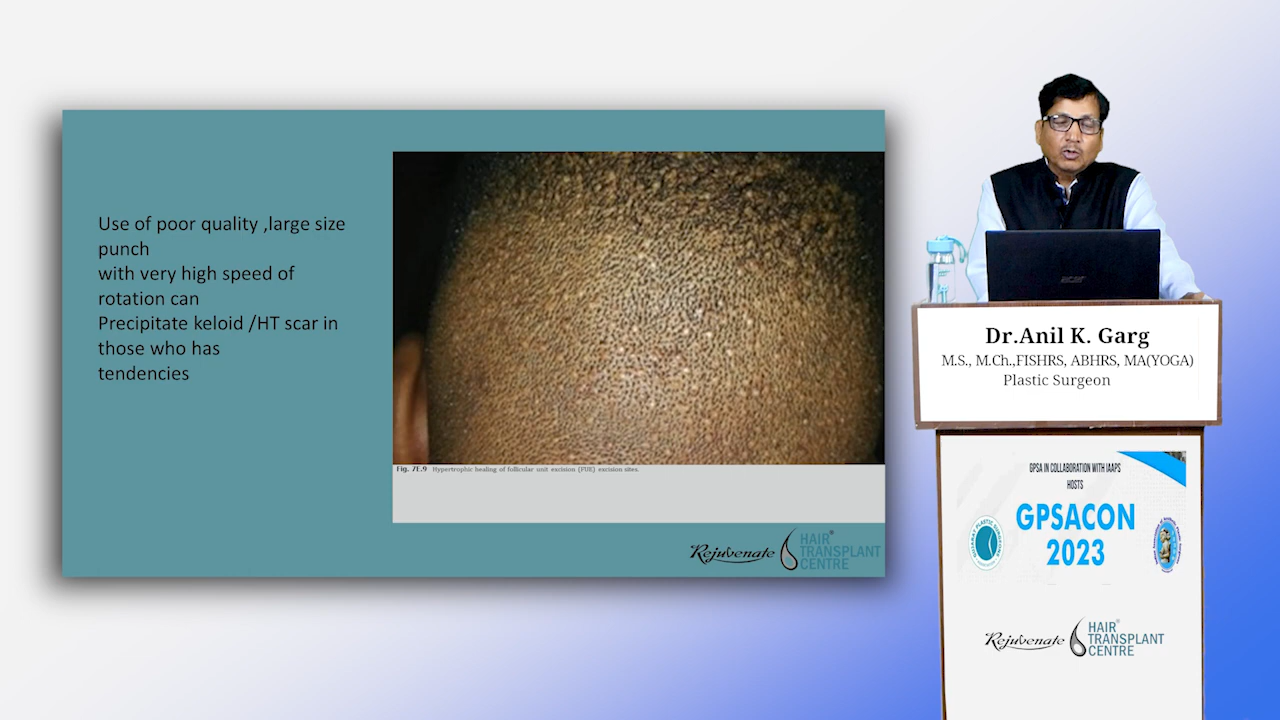 Use of poor quality ,large size
punch
with very high speed of
rotation can
Precipitate keloid /HT scar in
those who has
tendencies
Fig. 7E.9 Hypertrophic healing of follicular unit excision (FUE) excision sites.
Rejuvenate HAIR
TRANSPLANT
CENTRE
Dr.Anil K. Garg
M.S., M.Ch.,FISHRS, ABHRS, MA(YOGA)
Plastic Surgeon
GPSA IN COLLABORATION WITH IAAPS
HOSTS
GPSACON
2023
Rejuvenate HAIR
TRANSPLANT
CENTRE